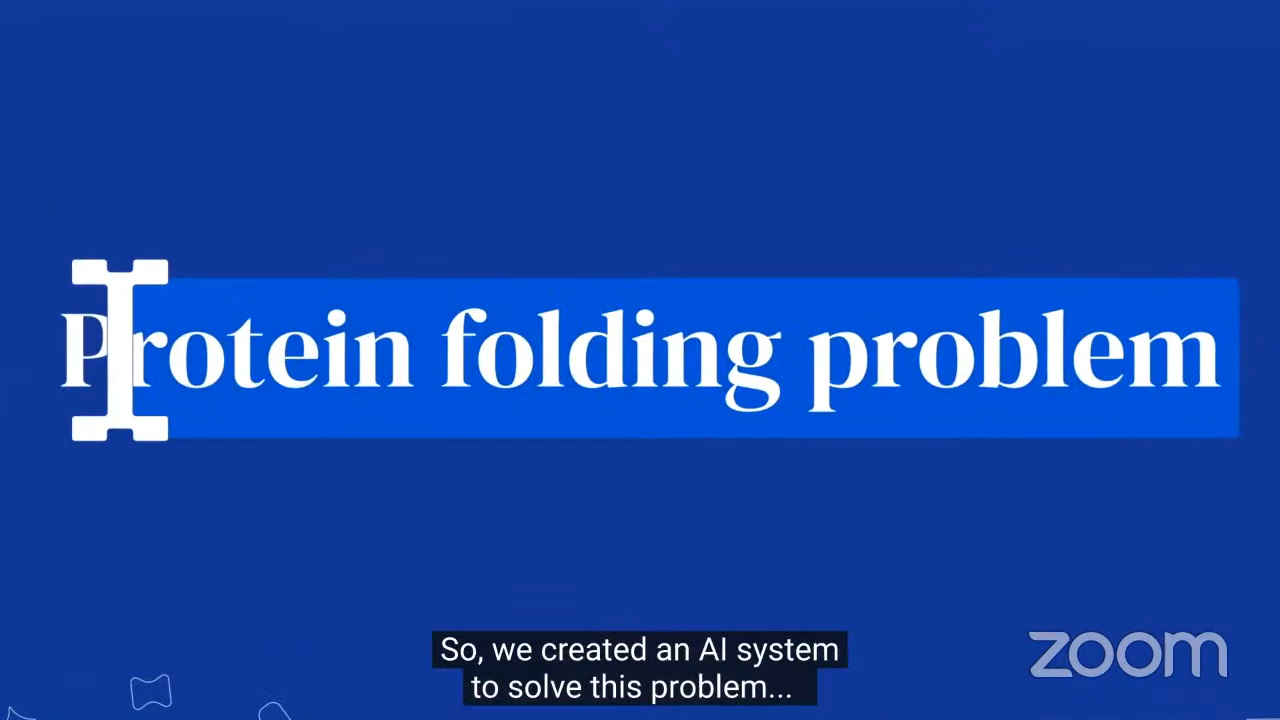 Protein folding problem
So, we created an AI system
to solve this problem...
zoom